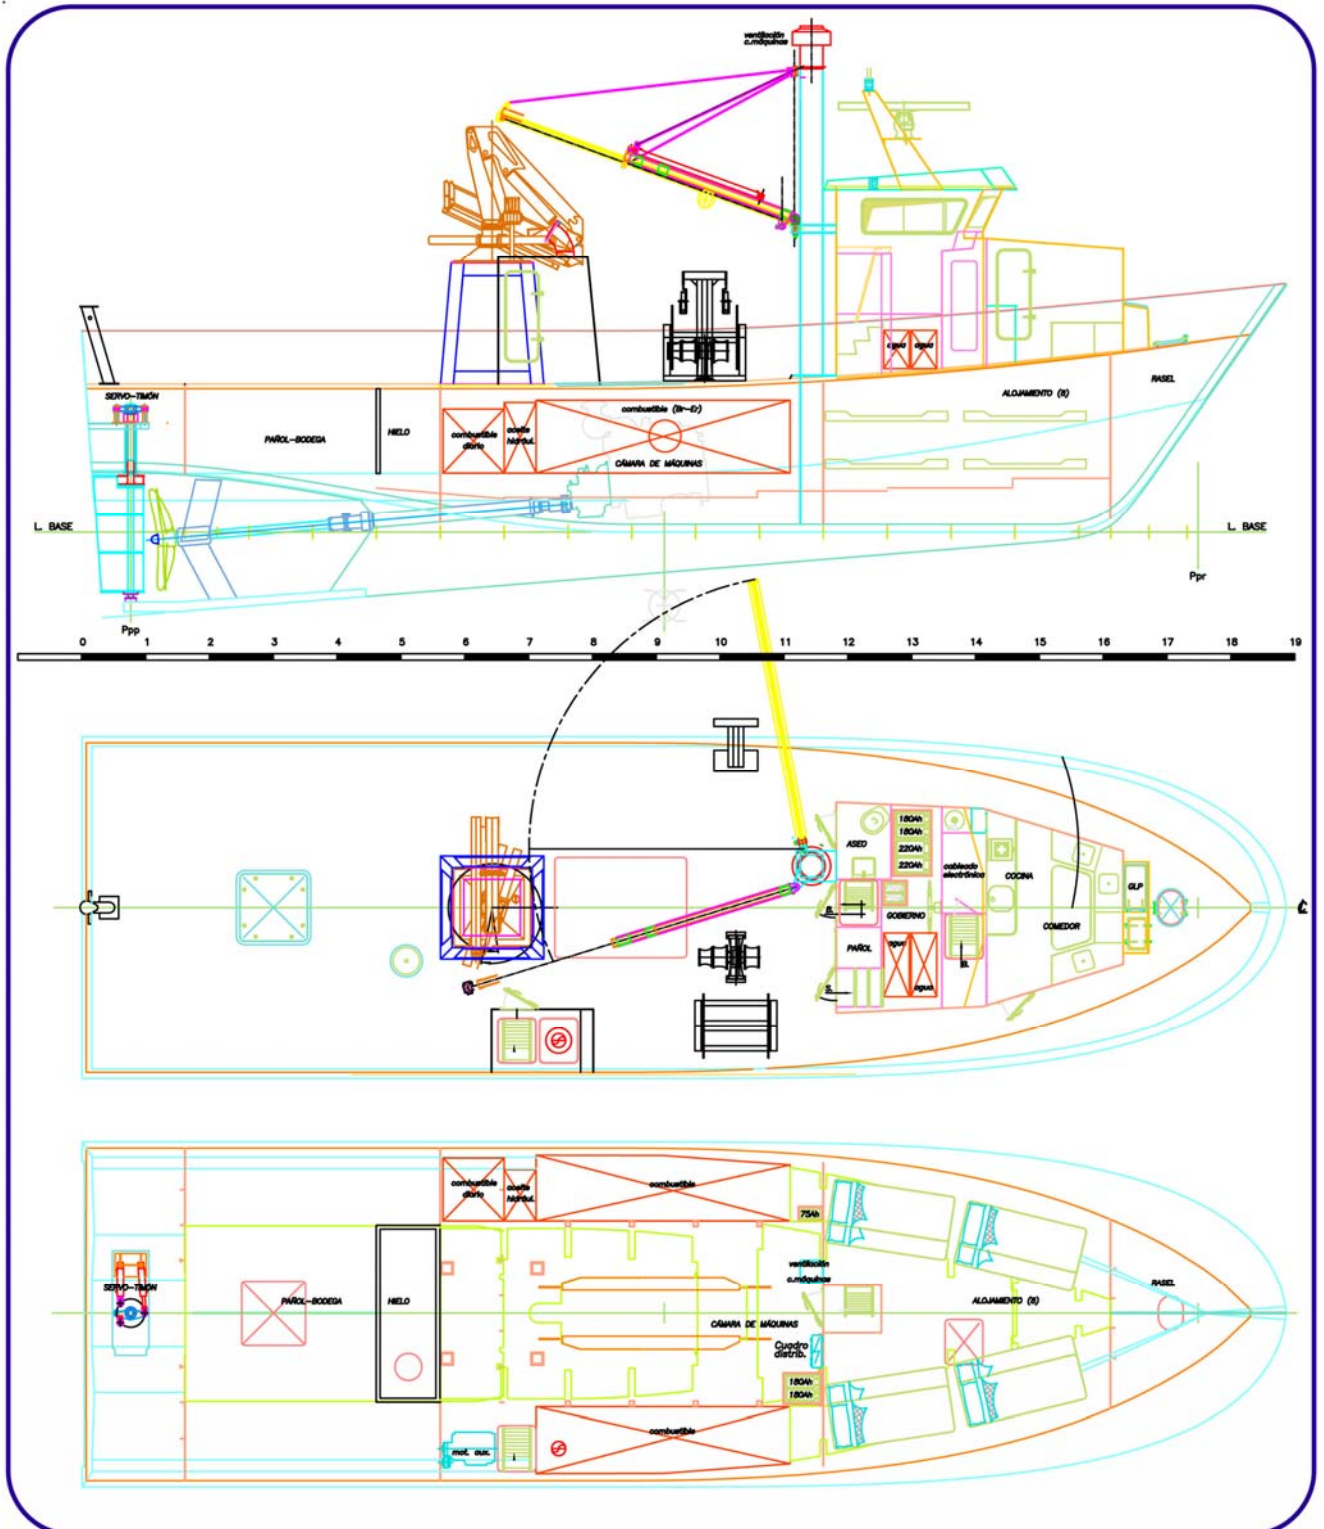 ventilación
c.máquinas
agua
agua
SERVO-TIMÓN
PAÑOL-BODEGA
HIELO
combustible
diario
aceite
hidrául.
combustible (Br-Er)
CÁMARA DE MÁQUINAS
ALOJAMIENTO (8)
RASEL
L. BASE
L. BASE
Ppp
Ppr
0 1 2 3 4 5 6 7 8 9 10 11 12 13 14 15 16 17 18 19
ASEO
180Ah
180Ah
220Ah
220Ah
cableado
electrónica
COCINA
GLP
B.
GOBIERNO
COMEDOR
PAÑOL
agua
B.
S.
agua
combustible
diario
aceite
hidrául.
combustible
75Ah
ventilación
c.máquinas
SERVO-TIMÓN
PAÑOL-BODEGA
HIELO
CÁMARA DE MÁQUINAS
ALOJAMIENTO (8)
RASEL
Cuadro
distrib.
180Ah
180Ah
combustible
mot. aux.